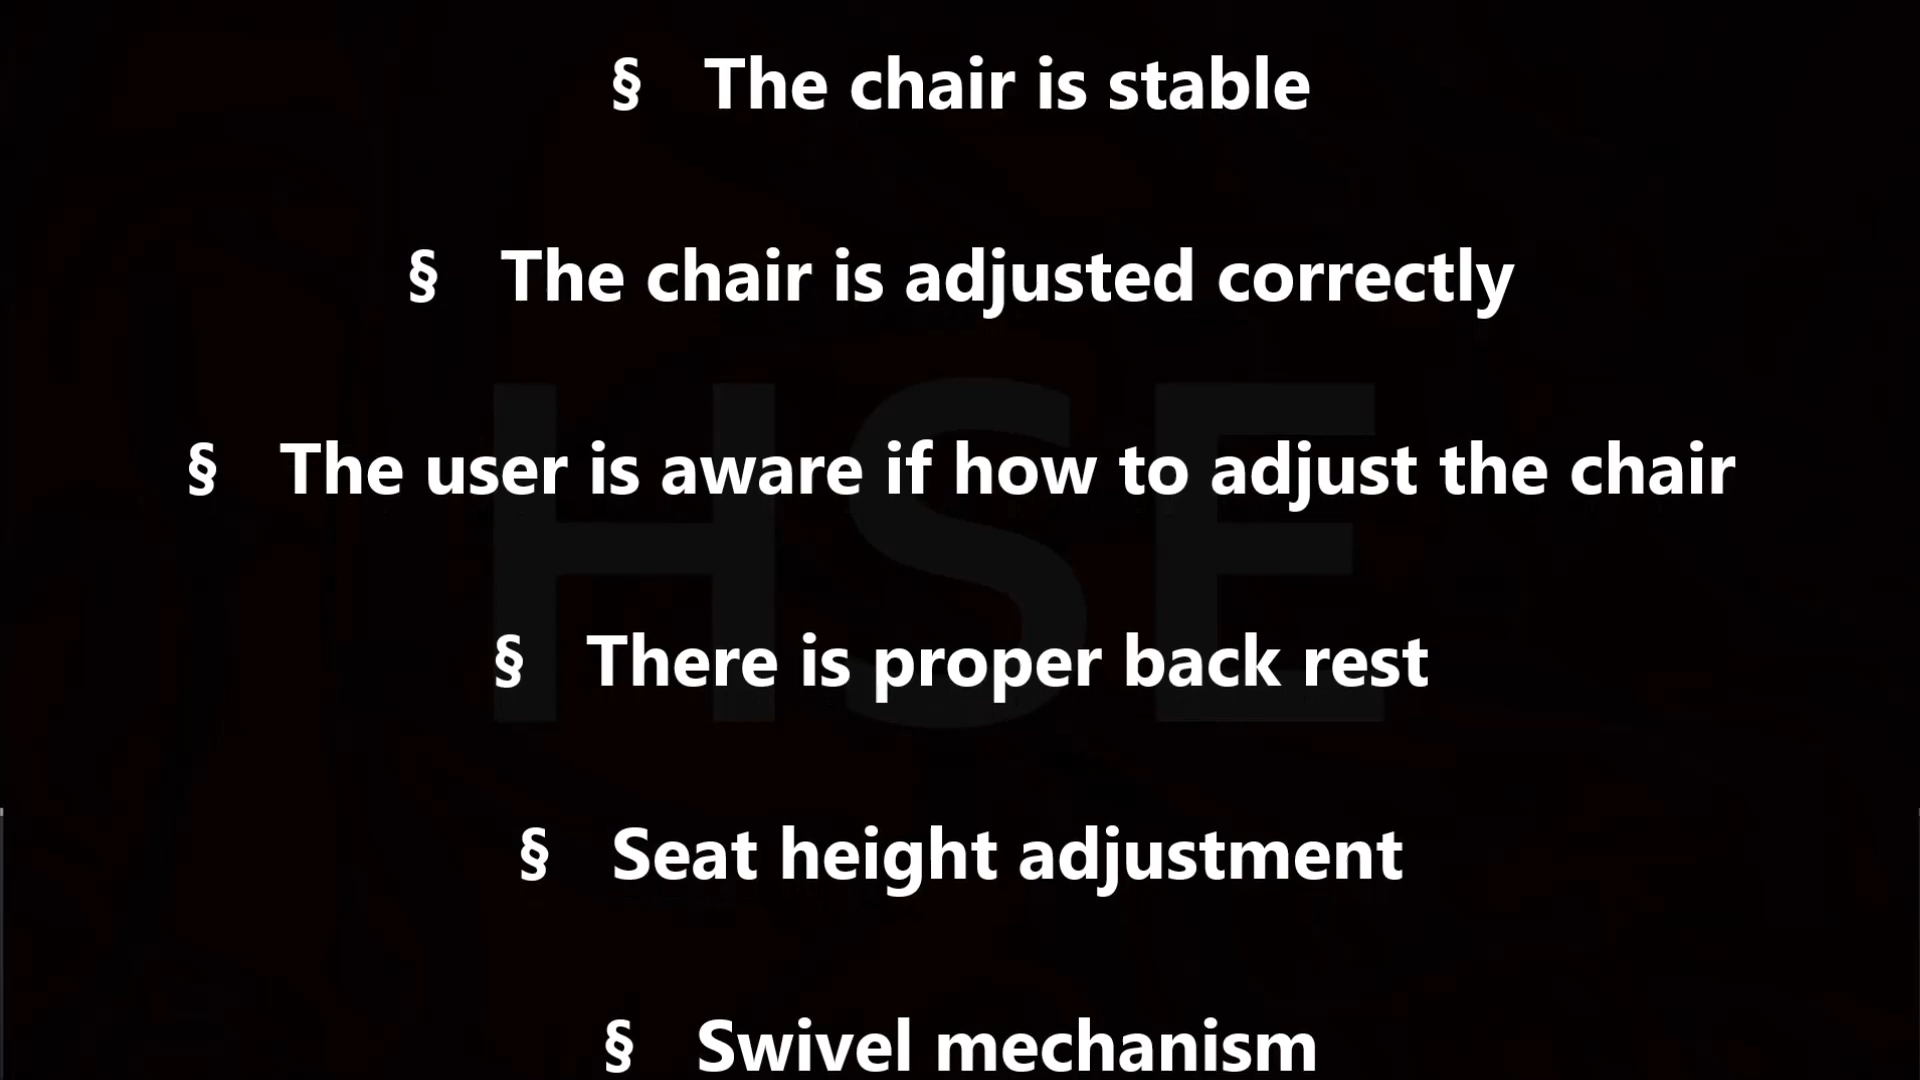 § The chair is stable
§ The chair is adjusted correctly
HSE
§ The user is aware if how to adjust the chair
§ There is proper back rest
§ Seat height adjustment
§ Swivel mechanism